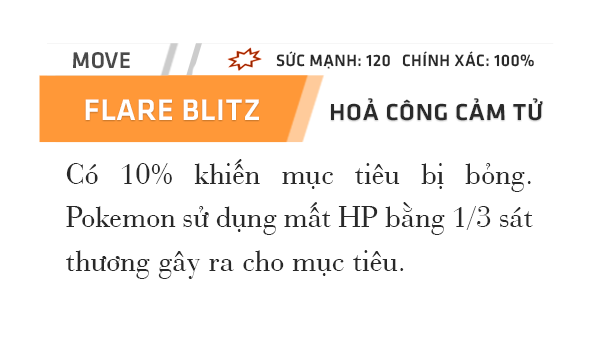 MOVE SỨC MẠNH: 120 CHÍNH XÁC: 100%
FLARE BLITZ HOẢ CÔNG CẢM TỬ
Có 10% khiến mục tiêu bị bỏng.
Pokemon sử dụng mất HP bằng 1/3 sát
thương gây ra cho mục tiêu.